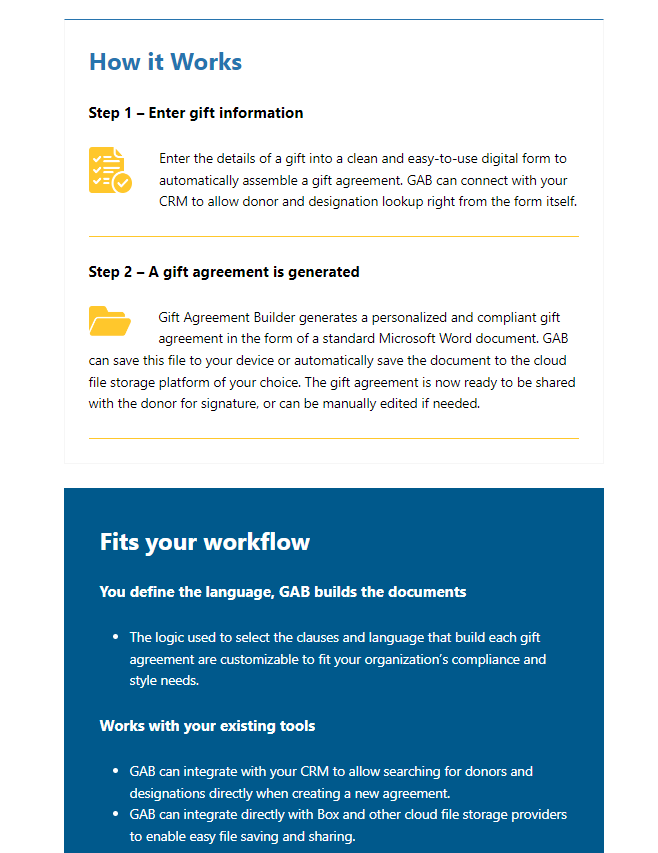 How it Works
Step 1 – Enter gift information
Enter the details of a gift into a clean and easy-to-use digital form to
automatically assemble a gift agreement. GAB can connect with your
CRM to allow donor and designation lookup right from the form itself.
Step 2 – A gift agreement is generated
Gift Agreement Builder generates a personalized and compliant gift
agreement in the form of a standard Microsoft Word document. GAB
can save this file to your device or automatically save the document to the cloud
file storage platform of your choice. The gift agreement is now ready to be shared
with the donor for signature, or can be manually edited if needed.
Fits your workflow
You define the language, GAB builds the documents
• The logic used to select the clauses and language that build each gift
agreement are customizable to fit your organization's compliance and
style needs.
Works with your existing tools
• GAB can integrate with your CRM to allow searching for donors and
designations directly when creating a new agreement.
• GAB can integrate directly with Box and other cloud file storage providers
to enable easy file saving and sharing.